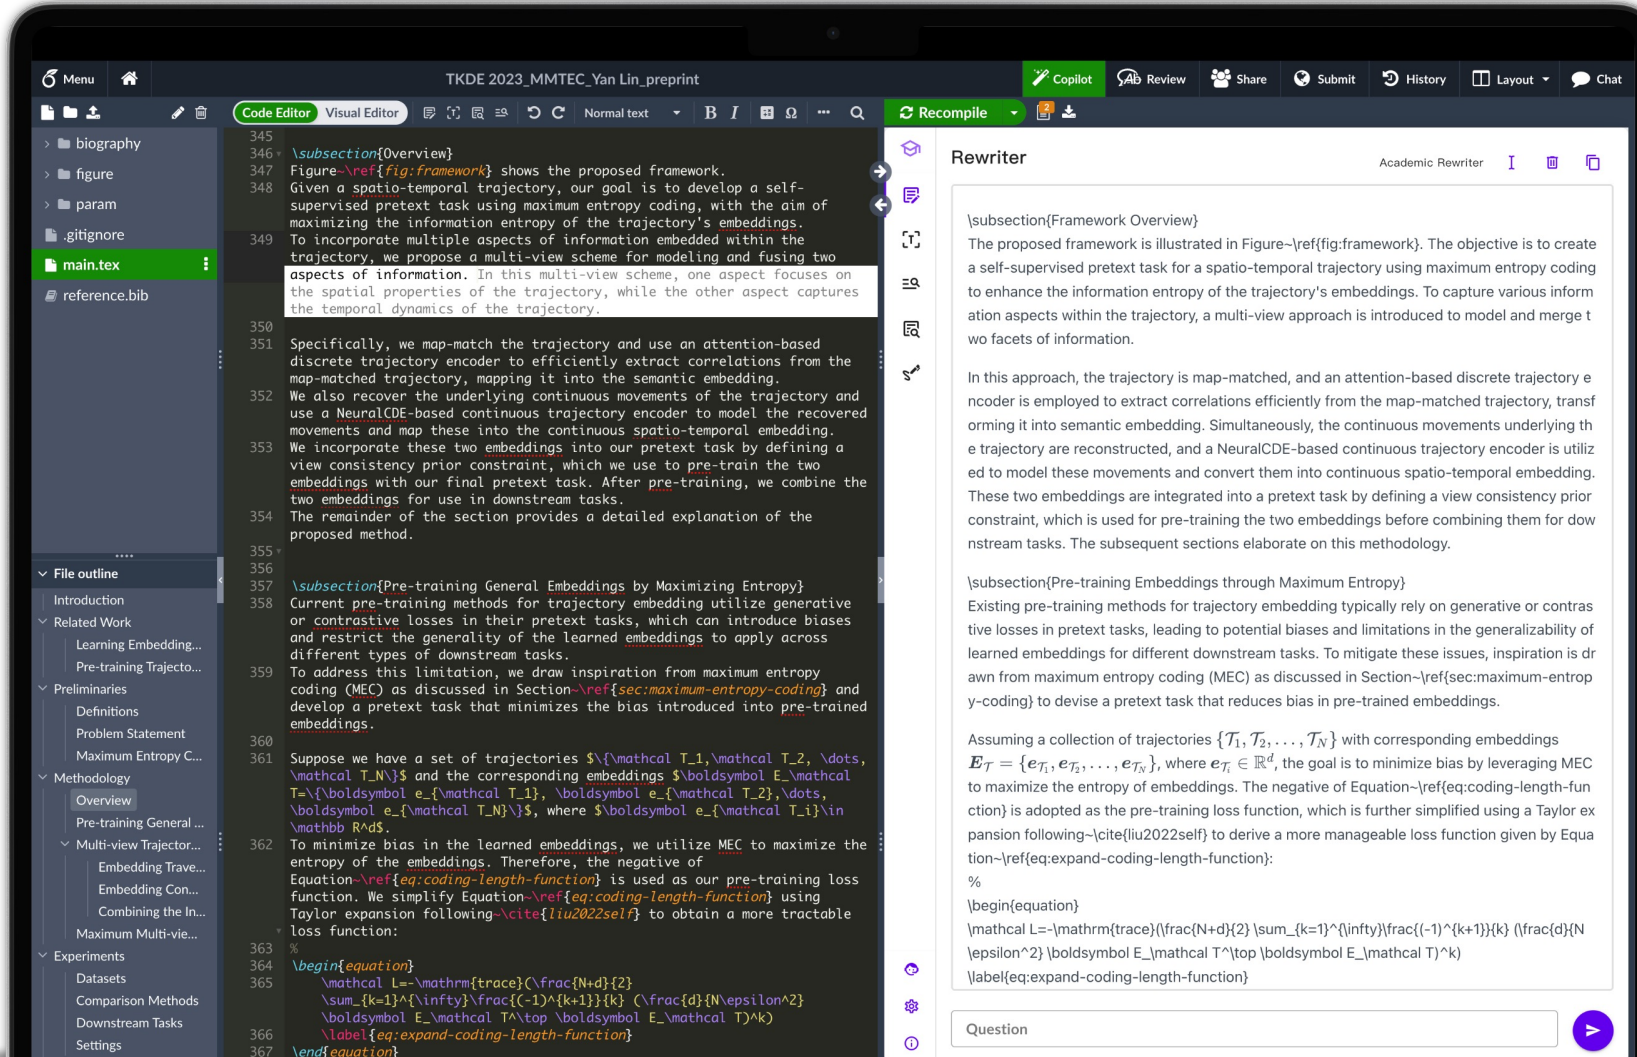 Menu
TKDE 2023_MMTEC_Yan Lin_preprint
Copilot
Review
Share
Submit
History
Layout
Chat
Code Editor
Visual Editor
Normal text
B I
Ω
Recompile
2
biography
figure
param
.gitignore
main.tex
reference.bib
File outline
Introduction
Related Work
Learning Embedding...
Pre-training Trajecto...
Preliminaries
Definitions
Problem Statement
Maximum Entropy C...
Methodology
Overview
Pre-training General ...
Multi-view Trajector...
Embedding Trave...
Embedding Con...
Combining the In...
Maximum Multi-vie...
Experiments
Datasets
Comparison Methods
Downstream Tasks
Settings
345
346 \subsection{Overview}
347 Figure~\ref{fig:framework} shows the proposed framework.
348 Given a spatio-temporal trajectory, our goal is to develop a self-
supervised pretext task using maximum entropy coding, with the aim of
maximizing the information entropy of the trajectory's embeddings.
349 To incorporate multiple aspects of information embedded within the
trajectory, we propose a multi-view scheme for modeling and fusing two
aspects of information. In this multi-view scheme, one aspect focuses on
the spatial properties of the trajectory, while the other aspect captures
the temporal dynamics of the trajectory.
350
351 Specifically, we map-match the trajectory and use an attention-based
discrete trajectory encoder to efficiently extract correlations from the
map-matched trajectory, mapping it into the semantic embedding.
352 We also recover the underlying continuous movements of the trajectory and
use a NeuralCDE-based continuous trajectory encoder to model the recovered
movements and map these into the continuous spatio-temporal embedding.
353 We incorporate these two embeddings into our pretext task by defining a
view consistency prior constraint, which we use to pre-train the two
embeddings with our final pretext task. After pre-training, we combine the
two embeddings for use in downstream tasks.
354 The remainder of the section provides a detailed explanation of the
proposed method.
355
356
357 \subsection{Pre-training General Embeddings by Maximizing Entropy}
358 Current pre-training methods for trajectory embedding utilize generative
or contrastive losses in their pretext tasks, which can introduce biases
and restrict the generality of the learned embeddings to apply across
different types of downstream tasks.
359 To address this limitation, we draw inspiration from maximum entropy
coding (MEC) as discussed in Section~\ref{sec:maximum-entropy-coding} and
develop a pretext task that minimizes the bias introduced into pre-trained
embeddings.
360
361 Suppose we have a set of trajectories $\{\mathcal T_1,\mathcal T_2, \dots,
\mathcal T_N\}$ and the corresponding embeddings $\boldsymbol E_\mathcal
T=\{\boldsymbol e_{\mathcal T_1}, \boldsymbol e_{\mathcal T_2},\dots,
\boldsymbol e_{\mathcal T_N}\}$, where $\boldsymbol e_{\mathcal T_i}\in
\mathbb R^d$.
362 To minimize bias in the learned embeddings, we utilize MEC to maximize the
entropy of the embeddings. Therefore, the negative of
Equation~\ref{eq:coding-length-function} is used as our pre-training loss
function. We simplify Equation~\ref{eq:coding-length-function} using
Taylor expansion following~\cite{liu2022self} to obtain a more tractable
loss function:
363 %
364 \begin{equation}
365 \mathcal L=-\mathrm{trace}(\frac{N+d}{2}
\sum_{k=1}^{\infty}\frac{(-1)^{k+1}}{k} (\frac{d}{N\epsilon^2}
\boldsymbol E_\mathcal T^\top \boldsymbol E_\mathcal T)^k)
366 \label{eq:expand-coding-length-function}
367 \end{equation}
Rewriter
Academic Rewriter
\subsection{Framework Overview}
The proposed framework is illustrated in Figure~\ref{fig:framework}. The objective is to create
a self-supervised pretext task for a spatio-temporal trajectory using maximum entropy coding
to enhance the information entropy of the trajectory's embeddings. To capture various inform
ation aspects within the trajectory, a multi-view approach is introduced to model and merge t
wo facets of information.
In this approach, the trajectory is map-matched, and an attention-based discrete trajectory e
ncoder is employed to extract correlations efficiently from the map-matched trajectory, transf
orming it into semantic embedding. Simultaneously, the continuous movements underlying th
e trajectory are reconstructed, and a NeuralCDE-based continuous trajectory encoder is utiliz
ed to model these movements and convert them into continuous spatio-temporal embedding.
These two embeddings are integrated into a pretext task by defining a view consistency prior
constraint, which is used for pre-training the two embeddings before combining them for dow
nstream tasks. The subsequent sections elaborate on this methodology.
\subsection{Pre-training Embeddings through Maximum Entropy}
Existing pre-training methods for trajectory embedding typically rely on generative or contras
tive losses in pretext tasks, leading to potential biases and limitations in the generalizability of
learned embeddings for different downstream tasks. To mitigate these issues, inspiration is dr
awn from maximum entropy coding (MEC) as discussed in Section~\ref{sec:maximum-entrop
y-coding} to devise a pretext task that reduces bias in pre-trained embeddings.
Assuming a collection of trajectories {𝒯₁, 𝒯₂, . . . , 𝒯_N} with corresponding embeddings
E_𝒯 = {e_𝒯₁, e_𝒯₂, . . . , e_𝒯_N}, where e_𝒯ᵢ ∈ ℝᵈ, the goal is to minimize bias by leveraging MEC
to maximize the entropy of embeddings. The negative of Equation~\ref{eq:coding-length-fun
ction} is adopted as the pre-training loss function, which is further simplified using a Taylor ex
pansion following~\cite{liu2022self} to derive a more manageable loss function given by Equa
tion~\ref{eq:expand-coding-length-function}:
%
\begin{equation}
\mathcal L=-\mathrm{trace}(\frac{N+d}{2} \sum_{k=1}^{\infty}\frac{(-1)^{k+1}}{k} (\frac{d}{N
\epsilon^2} \boldsymbol E_\mathcal T^\top \boldsymbol E_\mathcal T)^k)
\label{eq:expand-coding-length-function}
Question